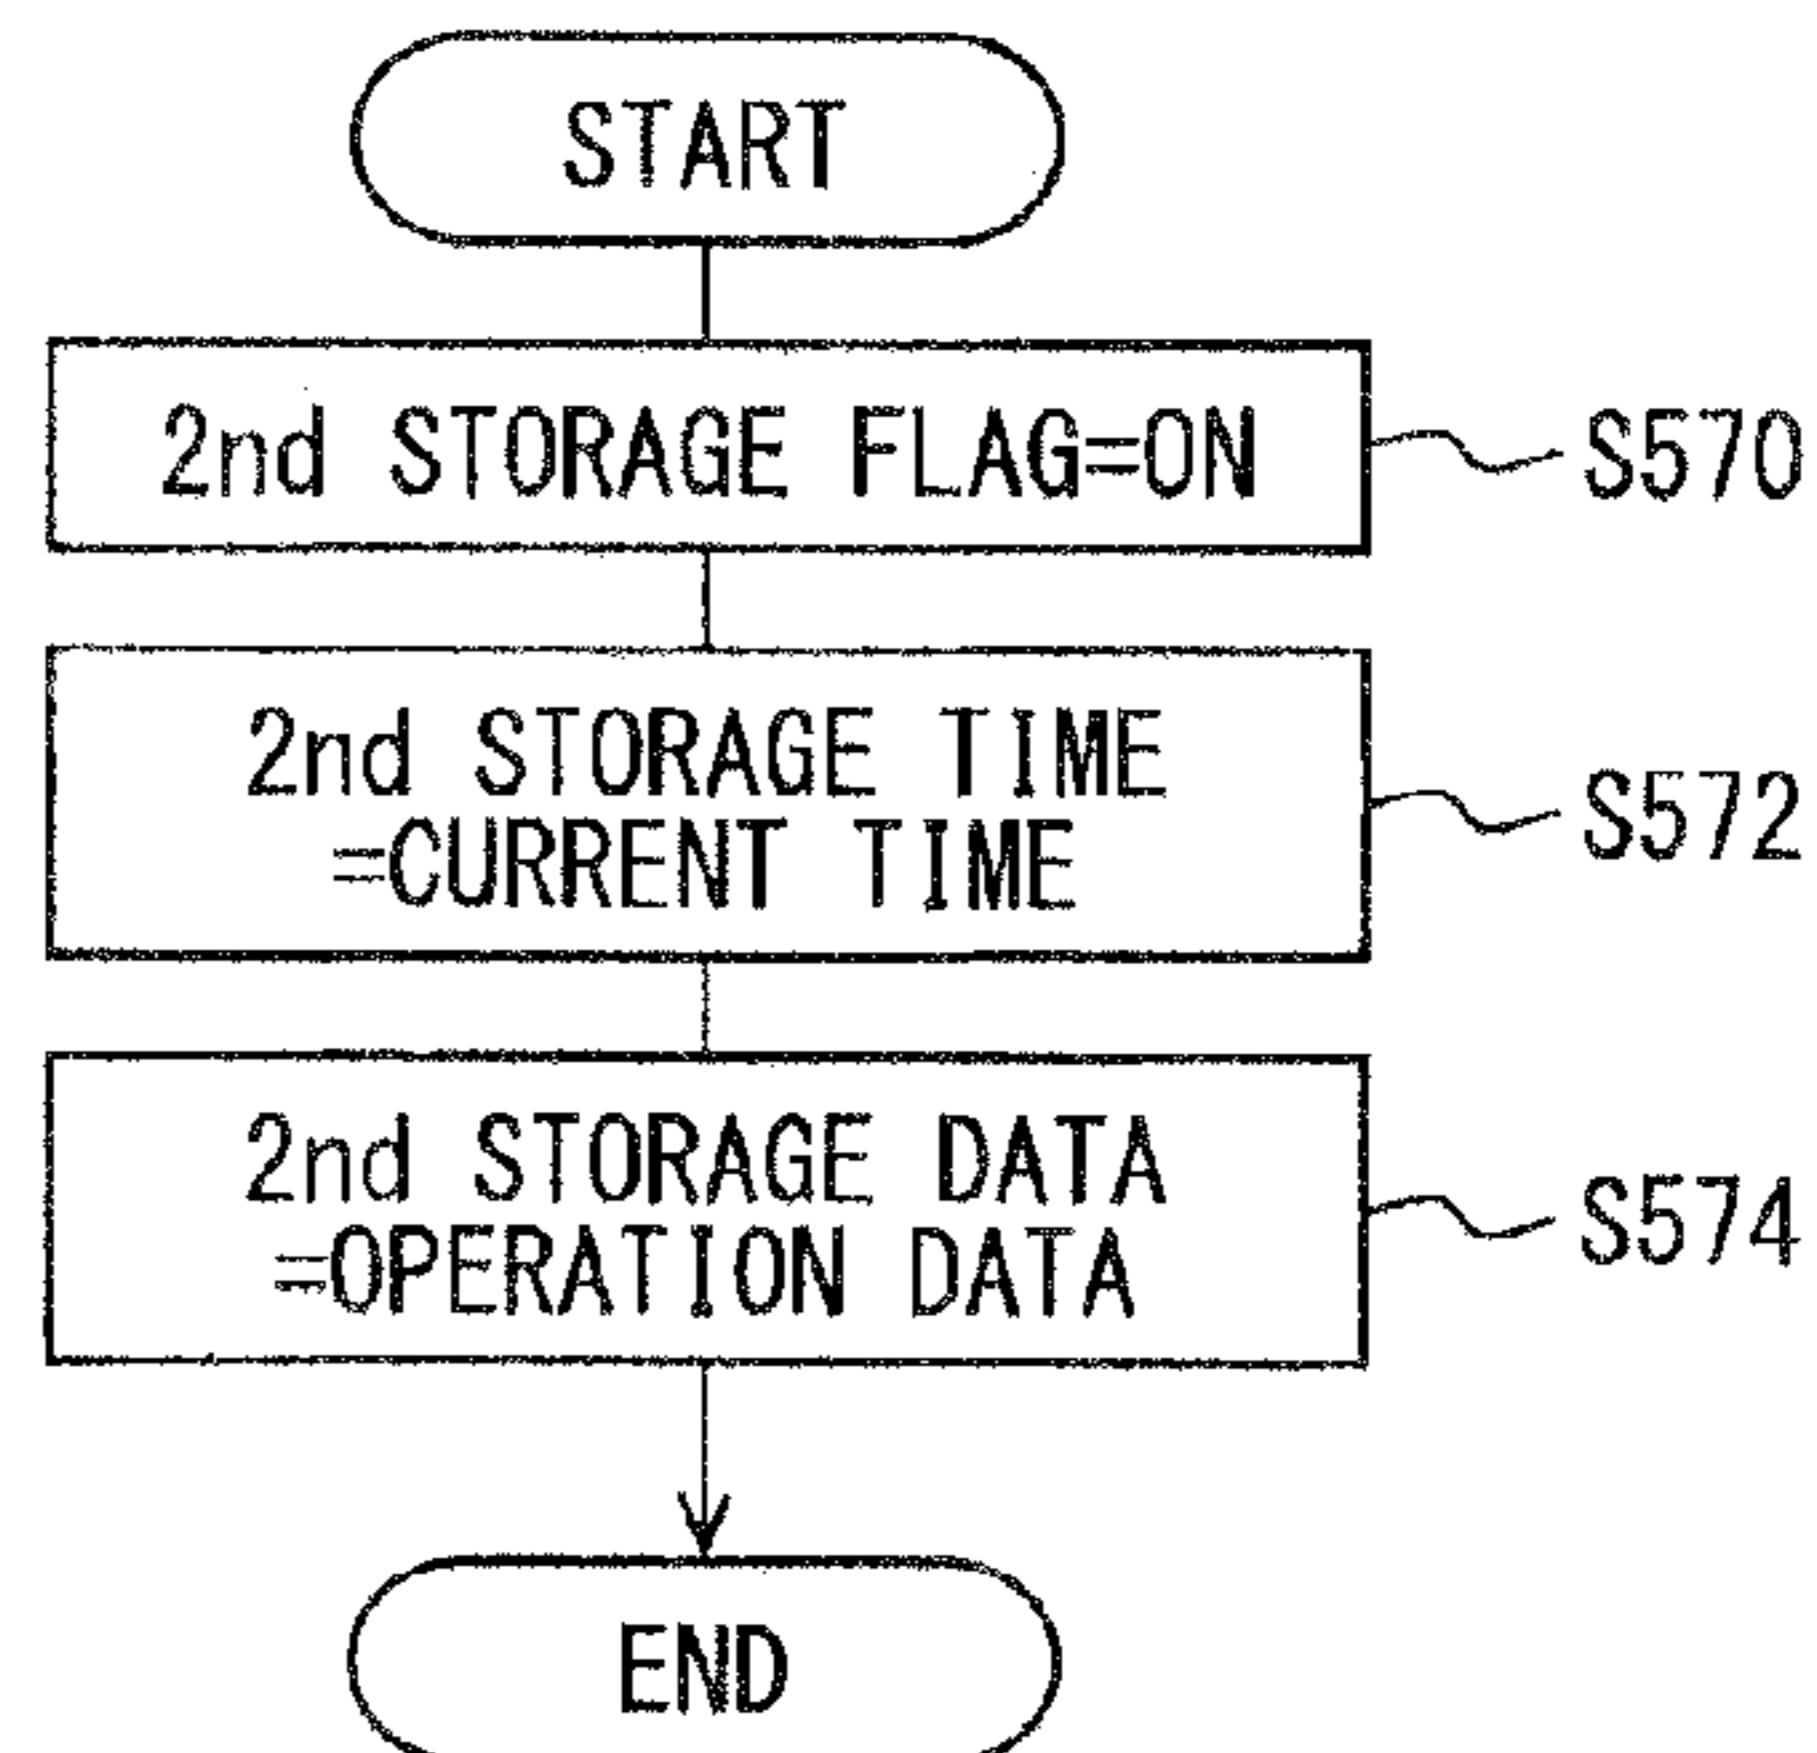 START
2nd STORAGE FLAG=ON
S570
2nd STORAGE TIME
=CURRENT TIME
S572
2nd STORAGE DATA
=OPERATION DATA
S574
END